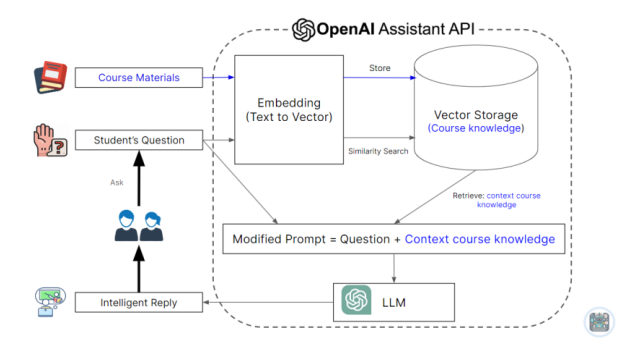 OpenAI Assistant API
Course Materials
Store
Embedding
(Text to Vector)
Vector Storage
(Course knowledge)
Student's Question
Similarity Search
Ask
Retrieve: context course
knowledge
Modified Prompt = Question + Context course knowledge
Intelligent Reply
LLM